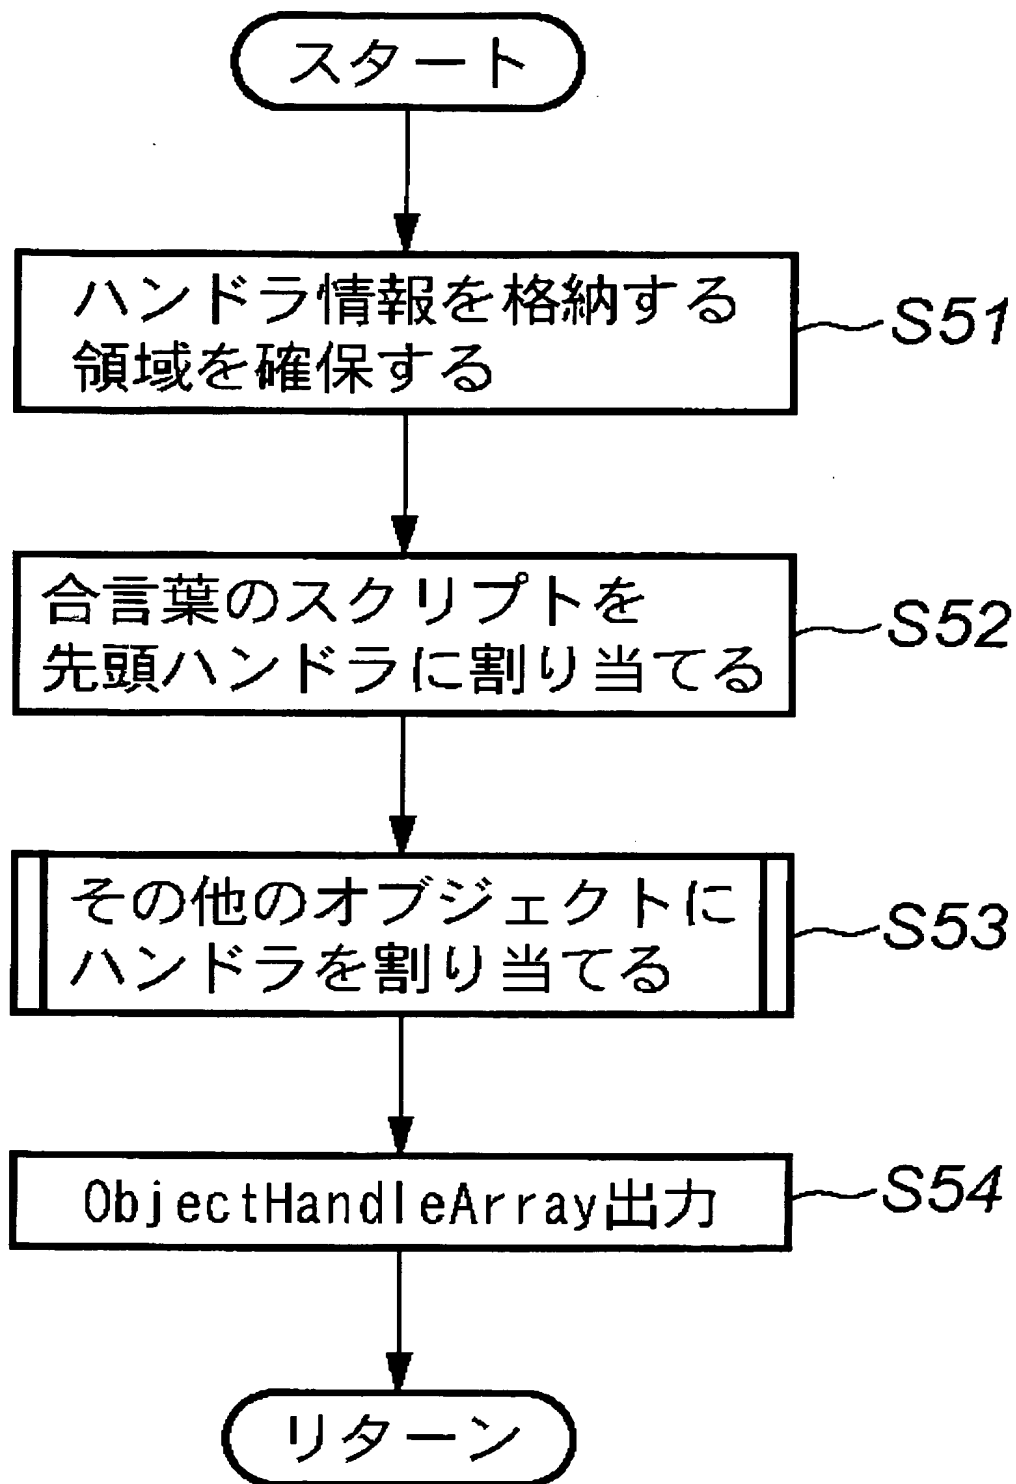 スタート
ハンドラ情報を格納する
領域を確保する
S51
合言葉のスクリプトを
先頭ハンドラに割り当てる
S52
その他のオブジェクトに
ハンドラを割り当てる
S53
ObjectHandleArray出力
S54
リターン